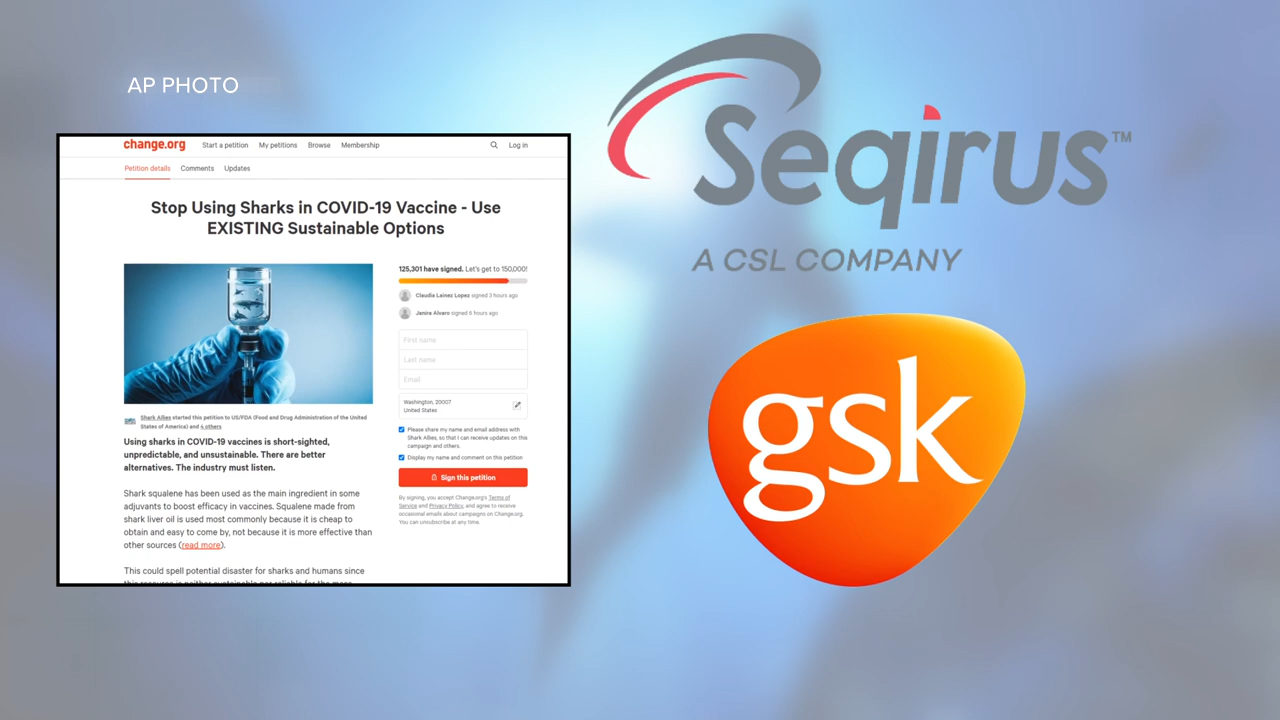 AP PHOTO
change.org Start a petition My petitions Browse Membership Log in
Petition details Comments Updates
Stop Using Sharks in COVID-19 Vaccine - Use
EXISTING Sustainable Options
125,301 have signed. Let's get to 150,000!
Claudia Lainez Lopez signed 3 hours ago
Janira Alvaro signed 6 hours ago
First name
Last name
Email
Washington, 20007
United States
Please share my name and email address with
Shark Allies, so that I can receive updates on this
campaign and others.
Display my name and comment on this petition
Sign this petition
By signing, you accept Change.org's Terms of
Service and Privacy Policy, and agree to receive
occasional emails about campaigns on Change.org.
You can unsubscribe at any time.
Shark Allies started this petition to US/FDA (Food and Drug Administration of the United
States of America) and 6 others
Using sharks in COVID-19 vaccines is short-sighted,
unpredictable, and unsustainable. There are better
alternatives. The industry must listen.
Shark squalene has been used as the main ingredient in some
adjuvants to boost efficacy in vaccines. Squalene made from
shark liver oil is used most commonly because it is cheap to
obtain and easy to come by, not because it is more effective than
other sources (read more).
This could spell potential disaster for sharks and humans since
this resource is neither sustainable nor reliable for the mass
Seqirus™
A CSL COMPANY
gsk